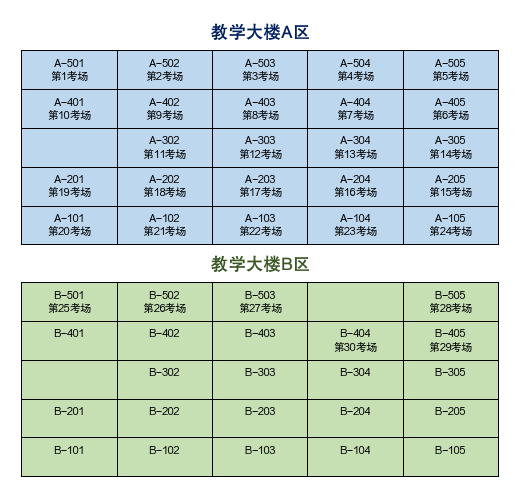 教学大楼A区
A-501 A-502 A-503 A-504 A-505
第1考场 第2考场 第3考场 第4考场 第5考场
A-401 A-402 A-403 A-404 A-405
第10考场 第9考场 第8考场 第7考场 第6考场
A-302 A-303 A-304 A-305
第11考场 第12考场 第13考场 第14考场
A-201 A-202 A-203 A-204 A-205
第19考场 第18考场 第17考场 第16考场 第15考场
A-101 A-102 A-103 A-104 A-105
第20考场 第21考场 第22考场 第23考场 第24考场
教学大楼B区
B-501 B-502 B-503 B-505
第25考场 第26考场 第27考场 第28考场
B-401 B-402 B-403 B-404 B-405
第30考场 第29考场
B-302 B-303 B-304 B-305
B-201 B-202 B-203 B-204 B-205
B-101 B-102 B-103 B-104 B-105